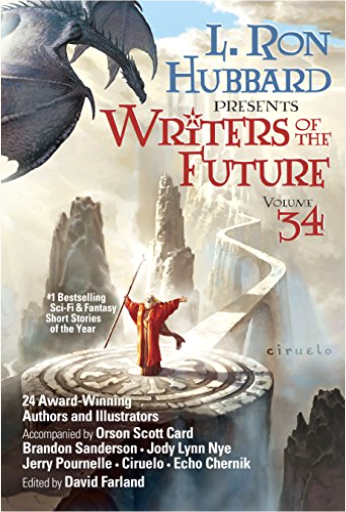 L. RON
HUBBARD
PRESENTS
WRITERS OF THE
FUTURE
VOLUME
34
#1 Bestselling
Sci-Fi & Fantasy
Short Stories
of the Year
ciruelo
24 Award-Winning
Authors and Illustrators
Accompanied by Orson Scott Card
Brandon Sanderson • Jody Lynn Nye
Jerry Pournelle • Ciruelo • Echo Chernik
Edited by David Farland